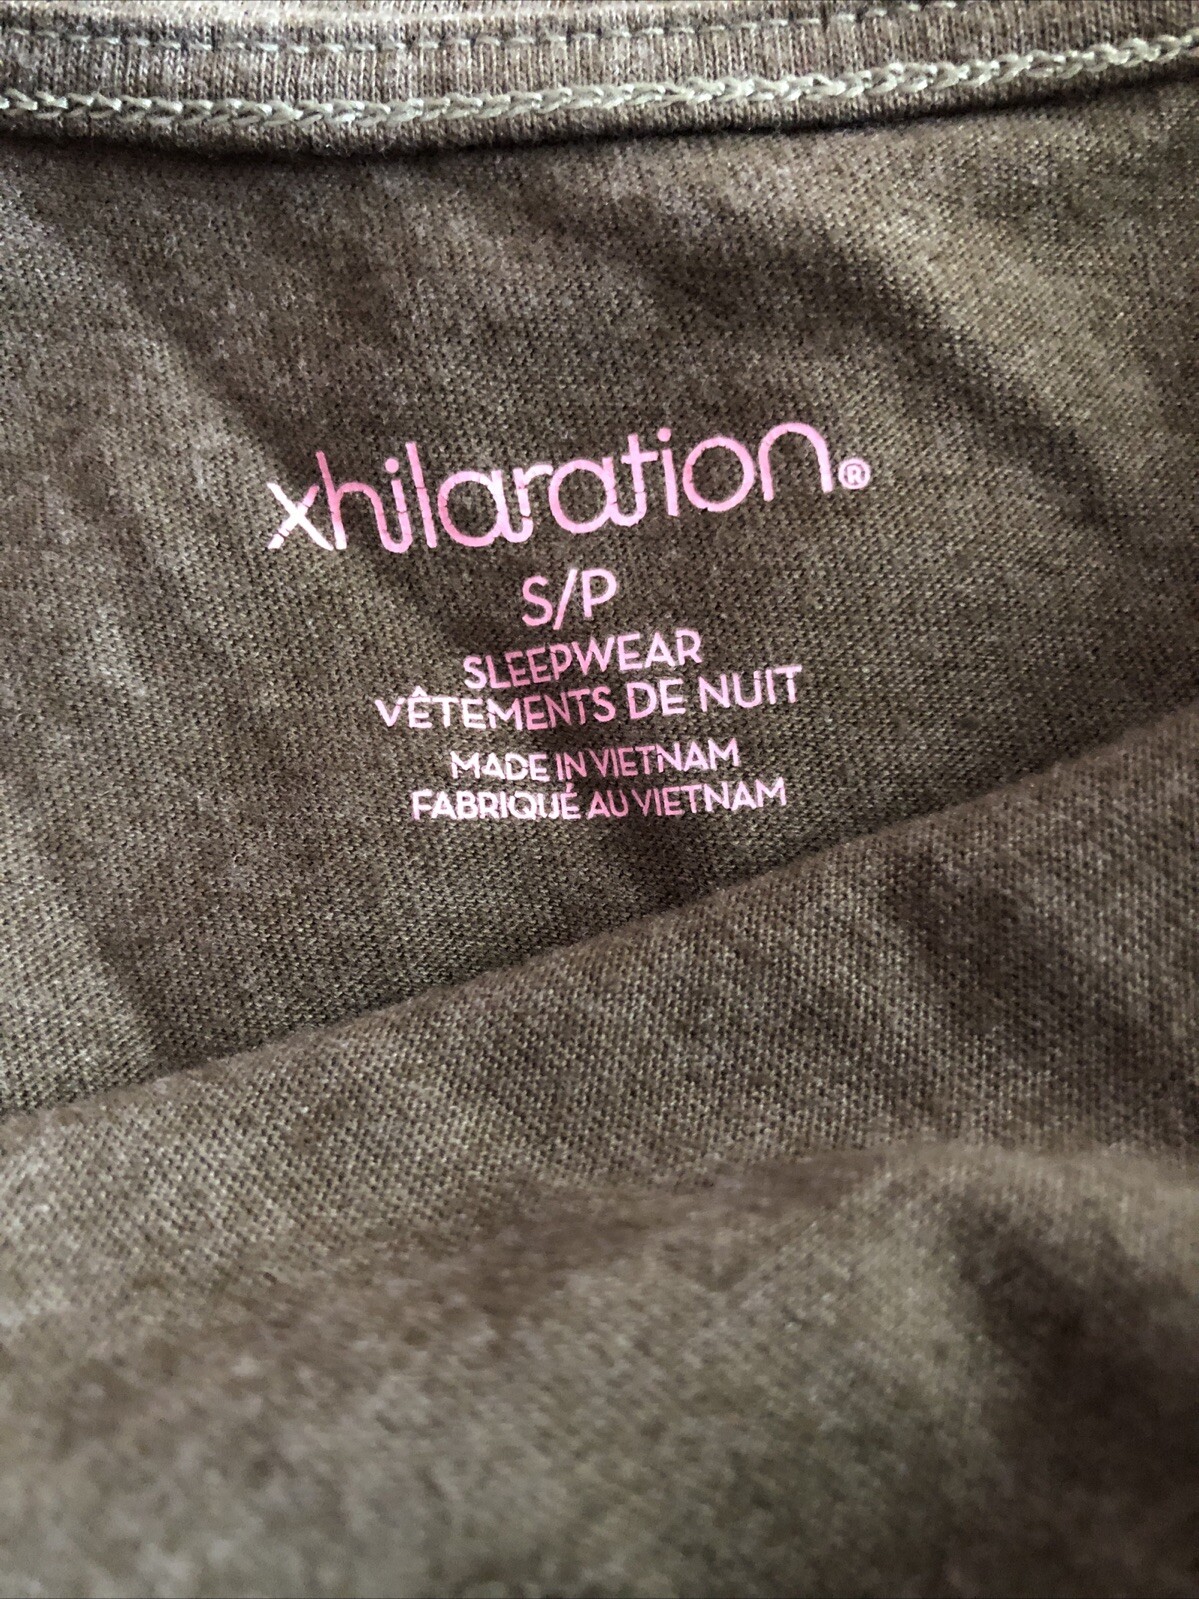 xhilaration®
S/P
SLEEPWEAR
VÊTEMENTS DE NUIT
MADE IN VIETNAM
FABRIQUÉ AU VIETNAM